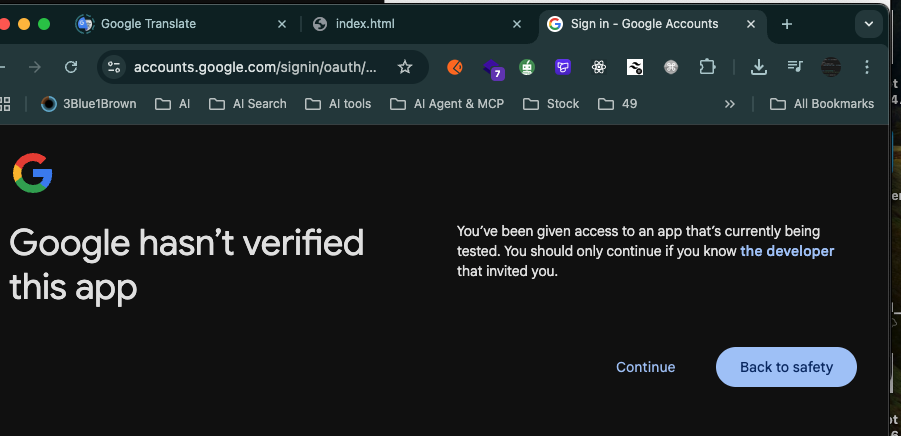 Google Translate
index.html
Sign in - Google Accounts
accounts.google.com/signin/oauth/...
7
3Blue1Brown
AI
AI Search
AI tools
AI Agent & MCP
Stock
49
All Bookmarks
Google hasn't verified
this app
You've been given access to an app that's currently being
tested. You should only continue if you know the developer
that invited you.
Continue
Back to safety